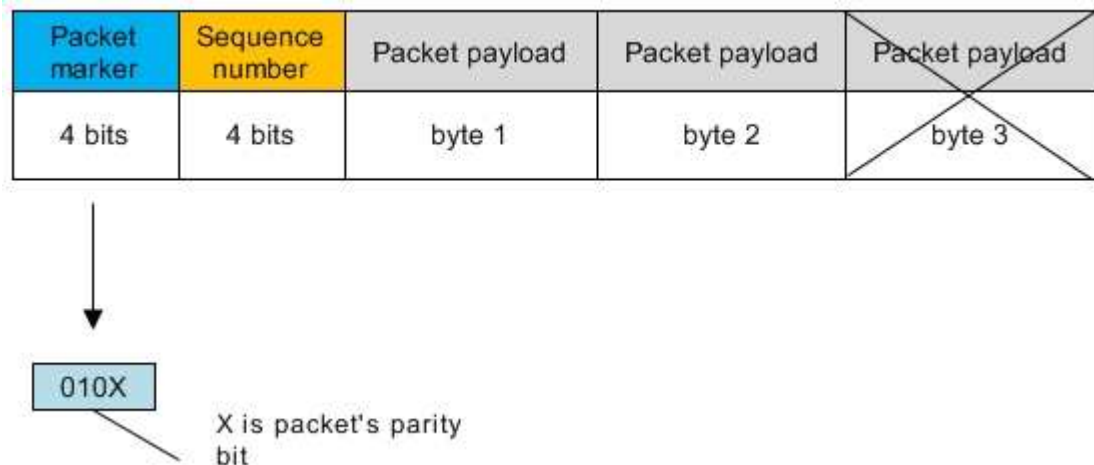 Packet
marker
Sequence
number
Packet payload
Packet payload
Packet payload
4 bits
4 bits
byte 1
byte 2
byte 3
010X
X is packet's parity
bit